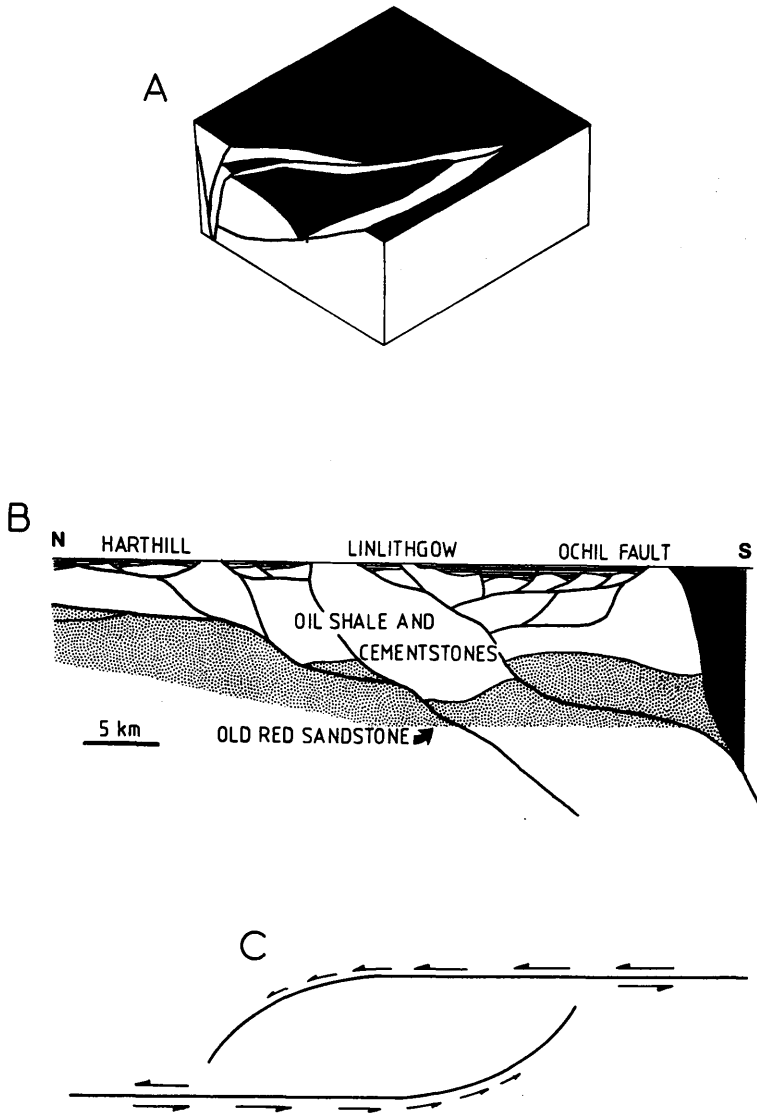 A
B
N HARTHILL LINLITHGOW OCHIL FAULT S
OIL SHALE AND
CEMENTSTONES
5 km
OLD RED SANDSTONE
C